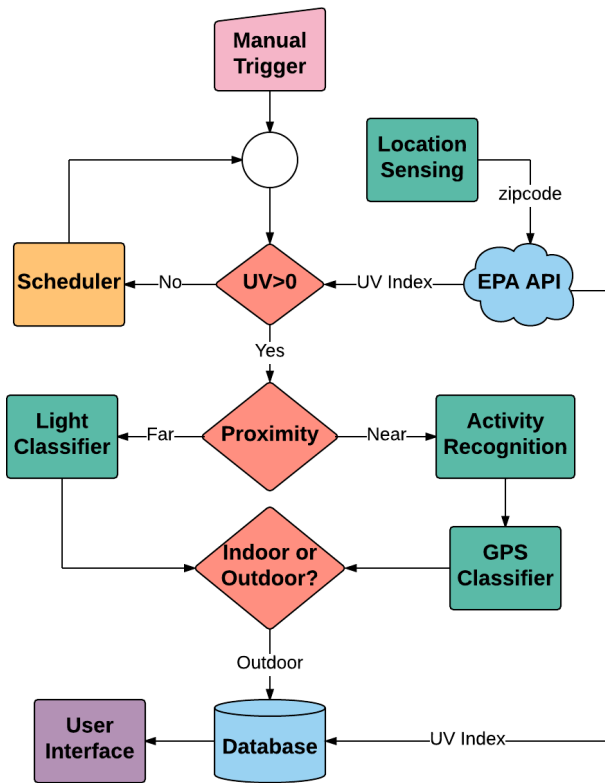 Manual
Trigger
Location
Sensing
zipcode
Scheduler
No
UV>0
UV Index
EPA API
Yes
Light
Classifier
Far
Proximity
Near
Activity
Recognition
Indoor or
Outdoor?
GPS
Classifier
Outdoor
User
Interface
Database
UV Index